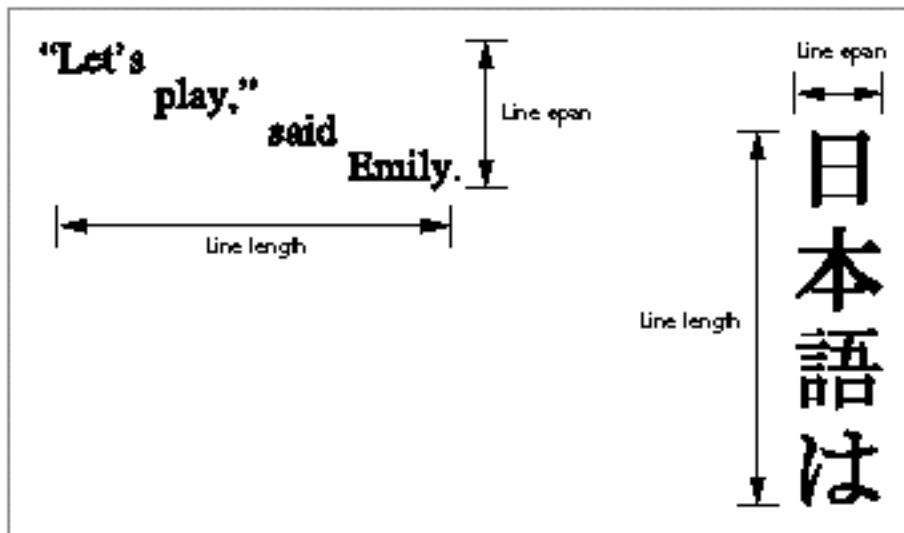 “Let’s
play,”
said
Emily.
Line span
Line length
Line span
日本語は
Line length